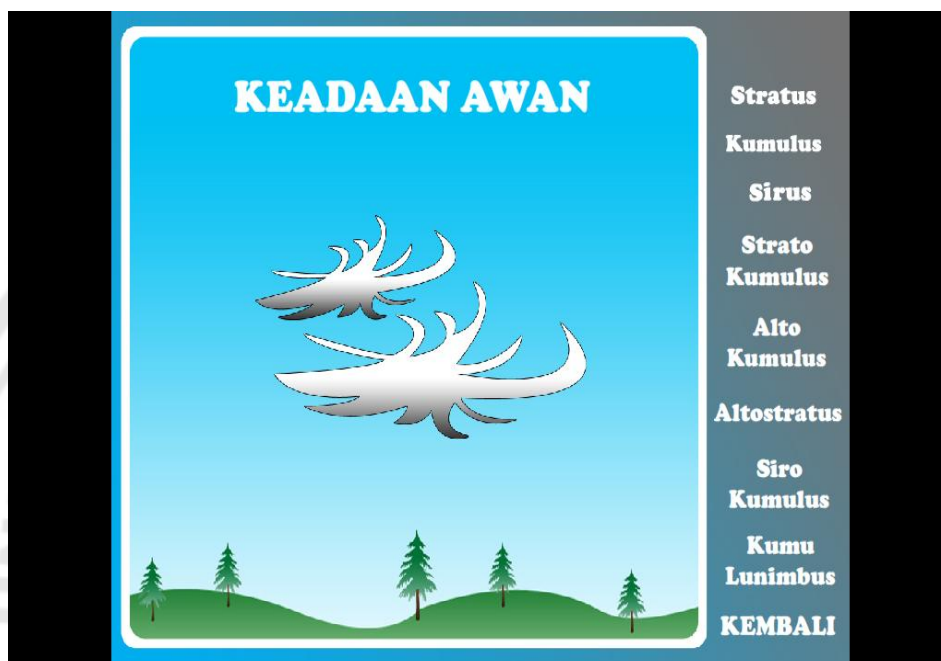 KEADAAN AWAN
Stratus
Kumulus
Sirus
Strato
Kumulus
Alto
Kumulus
Altostratus
Siro
Kumulus
Kumu
Lunimbus
KEMBALI